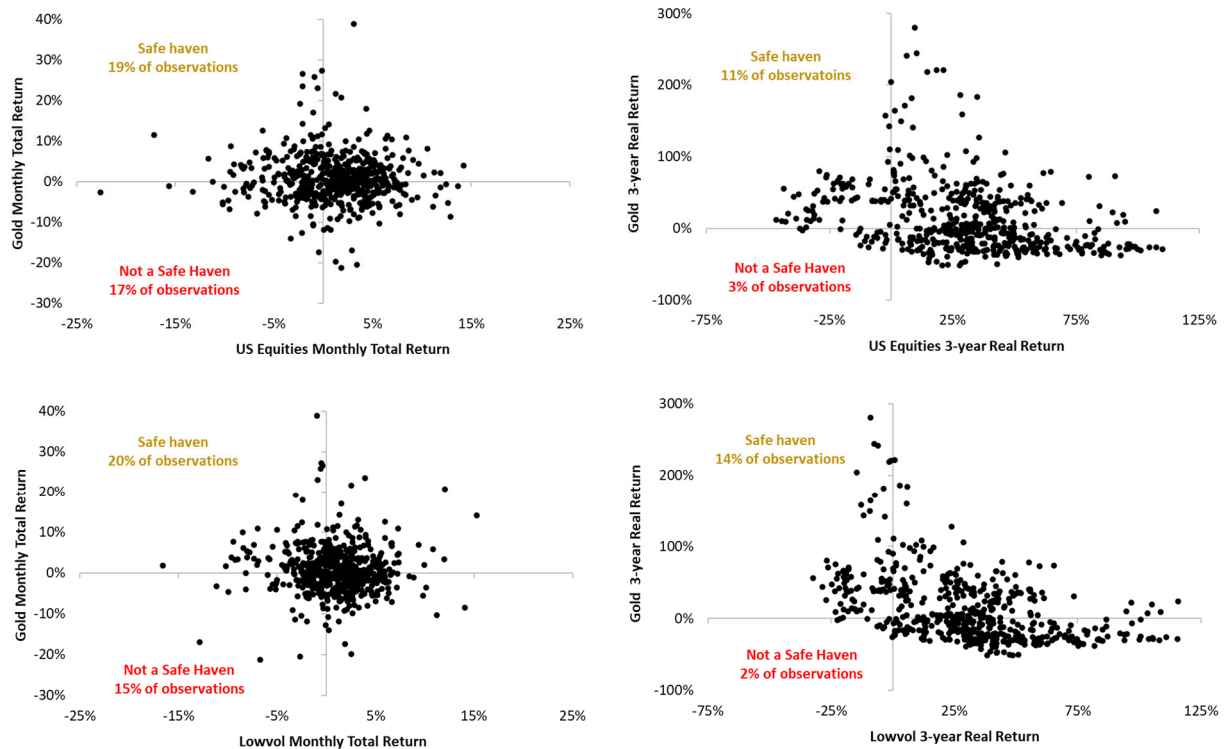 40%
30%
20%
10%
0%
-10%
-20%
-30%
Gold Monthly Total Return
Safe haven
19% of observations
Not a Safe Haven
17% of observations
-25%
-15%
-5%
5%
15%
25%
US Equities Monthly Total Return
300%
200%
100%
0%
-100%
Gold 3-year Real Return
Safe haven
11% of observatoins
Not a Safe Haven
3% of observations
-75%
-25%
25%
75%
125%
US Equities 3-year Real Return
40%
30%
20%
10%
0%
-10%
-20%
-30%
Gold Monthly Total Return
Safe haven
20% of observations
Not a Safe Haven
15% of observations
-25%
-15%
-5%
5%
15%
25%
Lowvol Monthly Total Return
300%
200%
100%
0%
-100%
Gold 3-year Real Return
Safe haven
14% of observations
Not a Safe Haven
2% of observations
-75%
-25%
25%
75%
125%
Lowvol 3-year Real Return